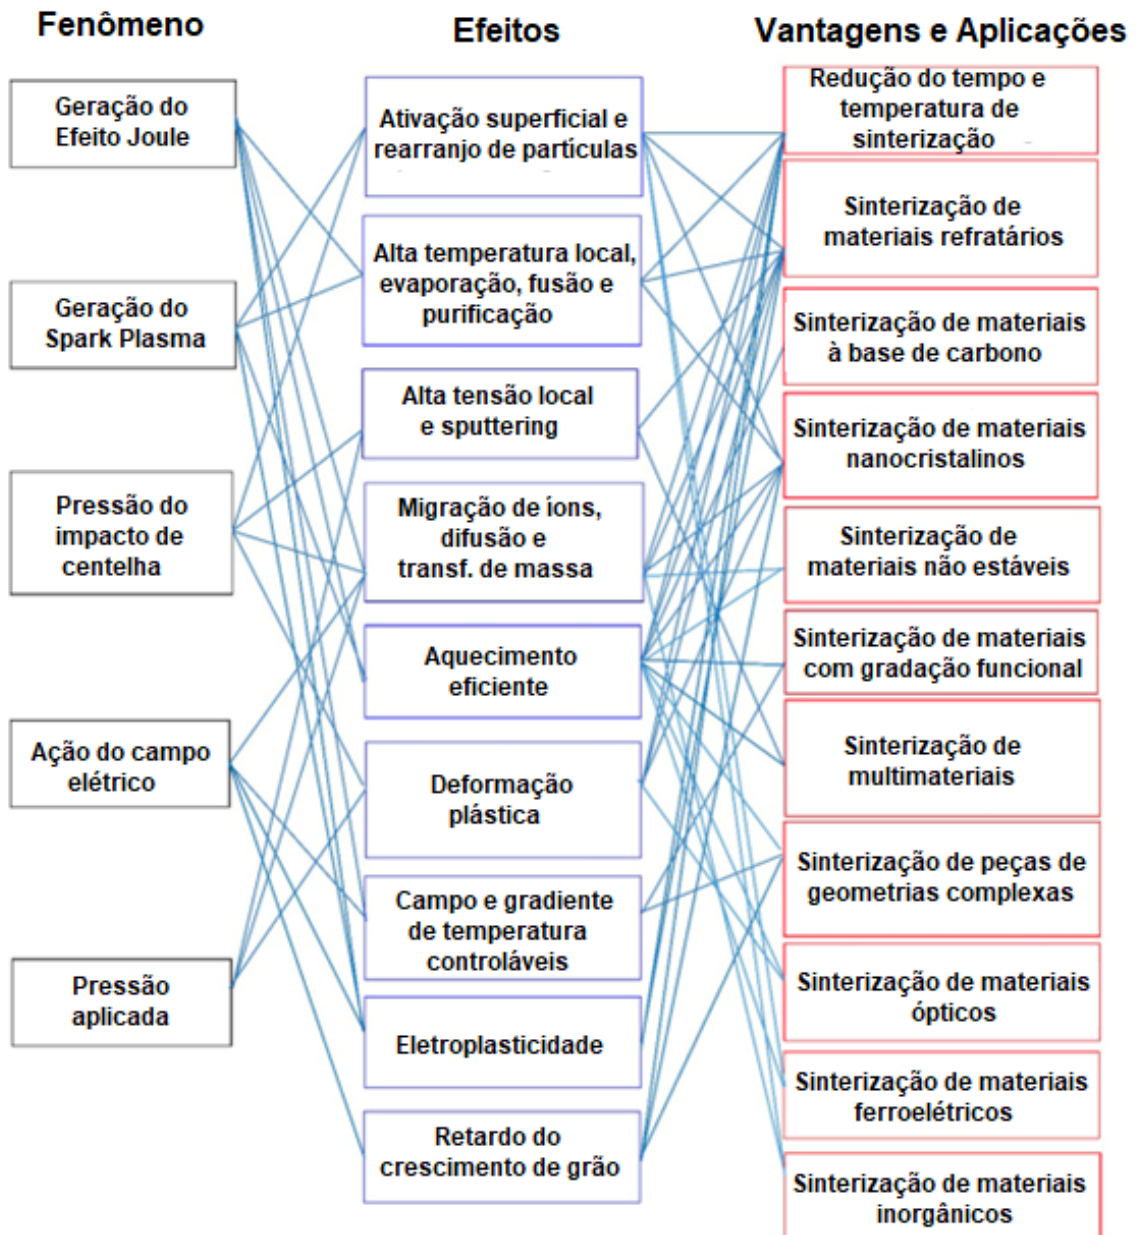 Fenômeno
Efeitos
Vantagens e Aplicações
Geração do
Efeito Joule
Geração do
Spark Plasma
Pressão do
impacto de
centelha
Ação do campo
elétrico
Pressão
aplicada
Ativação superficial e
rearranjo de partículas
Alta temperatura local,
evaporação, fusão e
purificação
Alta tensão local
e sputtering
Migração de íons,
difusão e
transf. de massa
Aquecimento
eficiente
Deformação
plástica
Campo e gradiente
de temperatura
controláveis
Eletroplasticidade
Retardo do
crescimento de grão
Redução do tempo e
temperatura de
sinterização
Sinterização de
materiais refratários
Sinterização de materiais
à base de carbono
Sinterização de materiais
nanocristalinos
Sinterização de
materiais não estáveis
Sinterização de materiais
com gradação funcional
Sinterização de
multimateriais
Sinterização de peças de
geometrias complexas
Sinterização de materiais
ópticos
Sinterização de materiais
ferroelétricos
Sinterização de materiais
inorgânicos